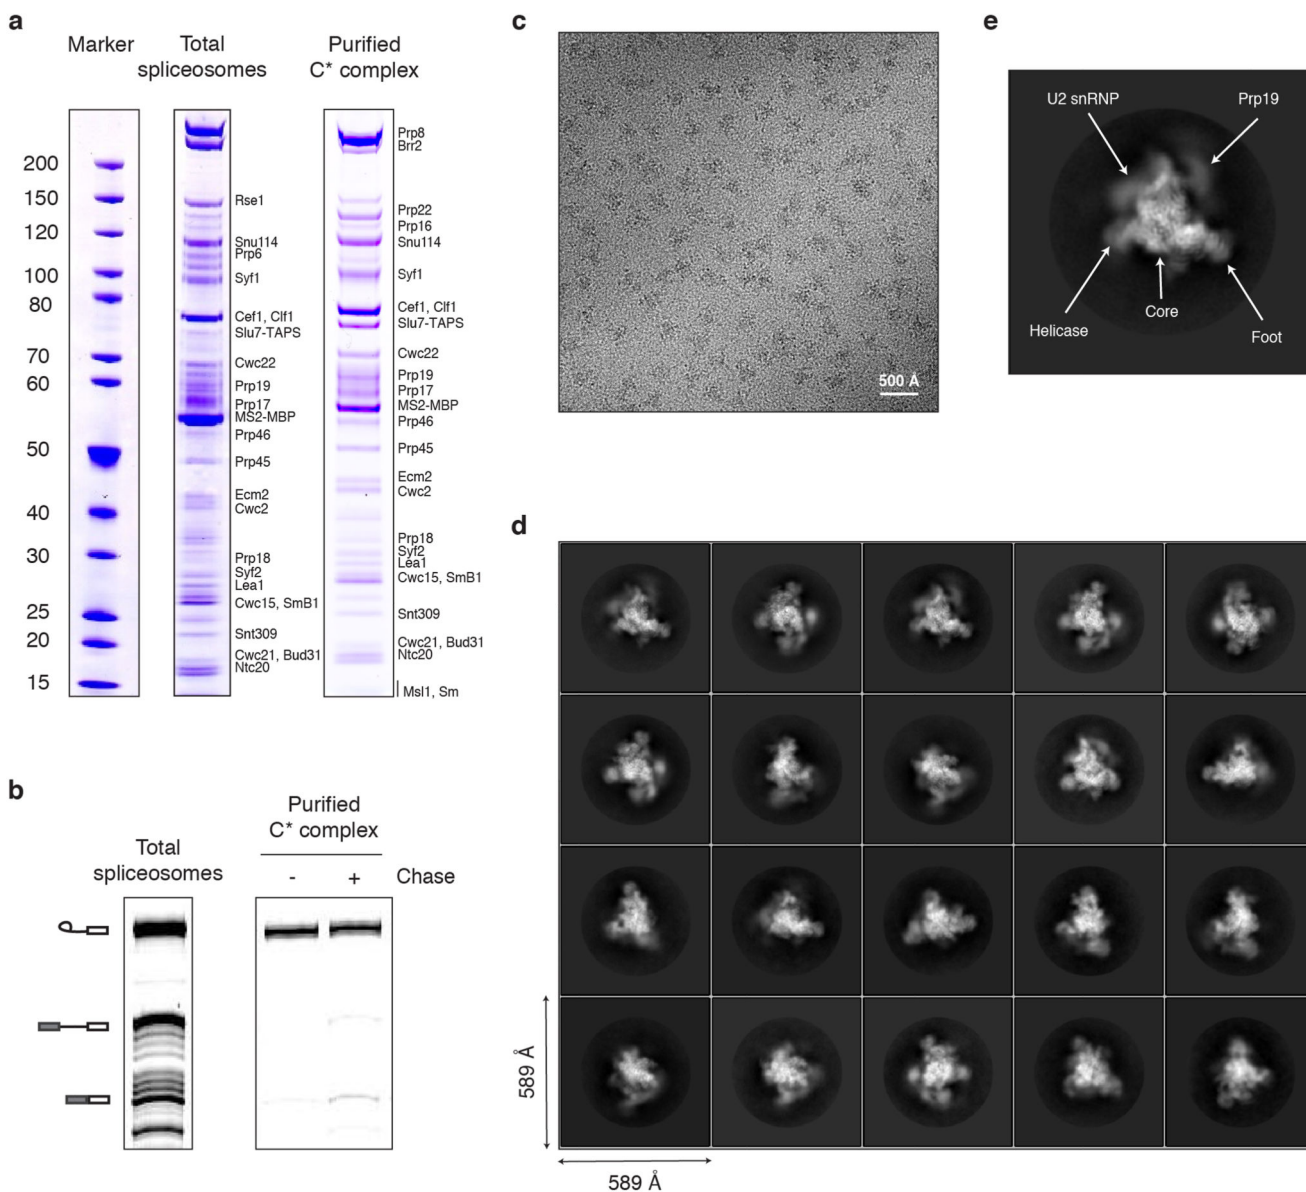 a
Marker
Total
spliceosomes
Purified
C* complex
200
150
120
100
80
70
60
50
40
30
25
20
15
Rse1
Snu114
Prp6
Syf1
Cef1, Clf1
Slu7-TAPS
Cwc22
Prp19
Prp17
MS2-MBP
Prp46
Prp45
Ecm2
Cwc2
Prp18
Syf2
Lea1
Cwc15, SmB1
Snt309
Cwc21, Bud31
Ntc20
Prp8
Brr2
Prp22
Prp16
Snu114
Syf1
Cef1, Clf1
Slu7-TAPS
Cwc22
Prp19
Prp17
MS2-MBP
Prp46
Prp45
Ecm2
Cwc2
Prp18
Syf2
Lea1
Cwc15, SmB1
Snt309
Cwc21, Bud31
Ntc20
Msl1, Sm
b
Total
spliceosomes
Purified
C* complex
- + Chase
c
500 Å
d
589 Å
589 Å
e
U2 snRNP
Prp19
Helicase
Core
Foot